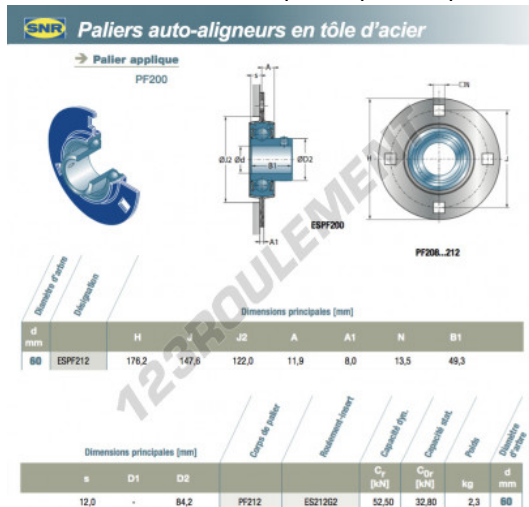 SNR Paliers auto-aligneurs en tôle d'acier
Palier applique
PF200
A
s
ØJ2
Ød
B1
ØD2
A1
ESPF200
□N
H
J
PF208...212
123ROULEMENT
Diamètre d'arbre
Désignation
Dimensions principales [mm]
d mm H J J2 A A1 N B1
60 ESPF212 176,2 147,6 122,0 11,9 8,0 13,5 49,3
Dimensions principales [mm]
Corps de palier
Roulement-insert
Capacité dyn.
Capacité stat.
Poids
Diamètre d'arbre
s D1 D2 Cr [kN] C0r [kN] kg d mm
12,0 - 84,2 PF212 ES212G2 52,50 32,80 2,3 60